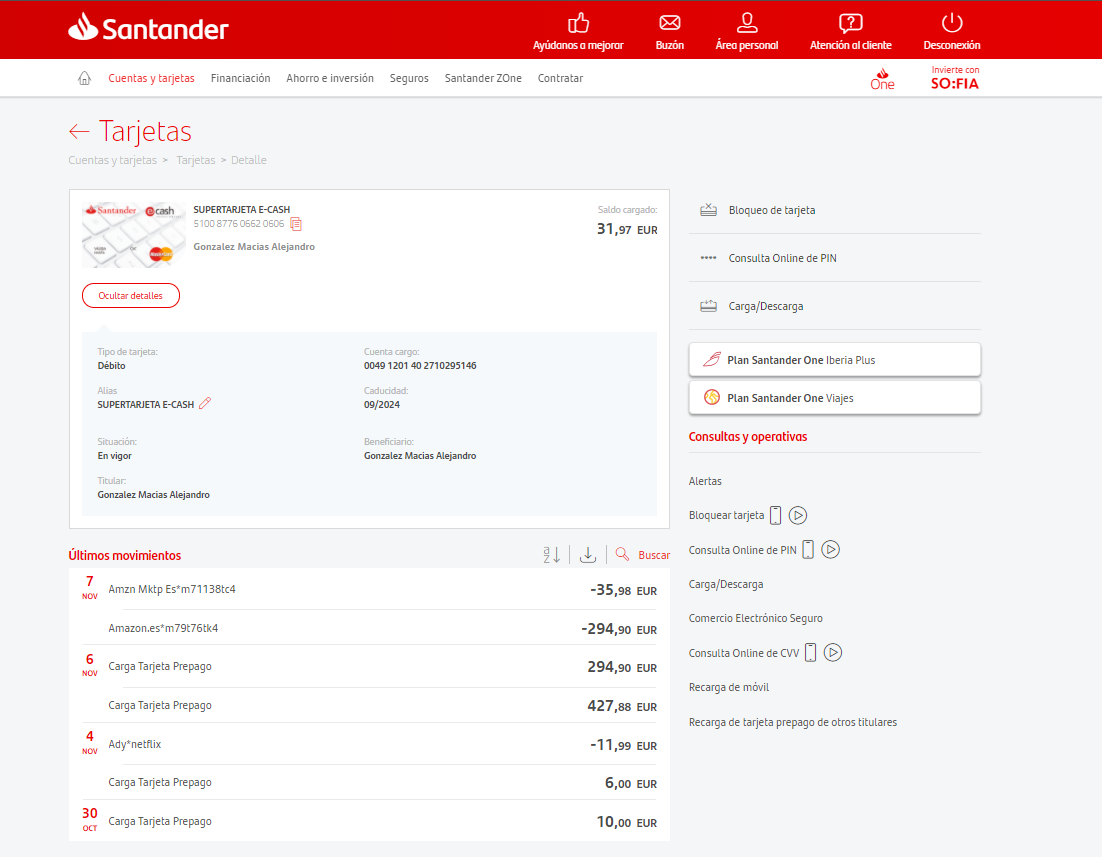 Santander
Ayúdanos a mejorar
Buzón
Área personal
Atención al cliente
Desconexión
Cuentas y tarjetas
Financiación
Ahorro e inversión
Seguros
Santander ZOne
Contratar
One
Invierte con
SO:FIA
← Tarjetas
Cuentas y tarjetas > Tarjetas > Detalle
Santander
e cash
SUPERTARJETA E-CASH
5100 8776 0662 0606
Gonzalez Macias Alejandro
Saldo cargado:
31,97 EUR
Ocultar detalles
Tipo de tarjeta:
Débito
Cuenta cargo:
0049 1201 40 2710295146
Alias
SUPERTARJETA E-CASH
Caducidad:
09/2024
Situación:
En vigor
Beneficiario:
Gonzalez Macias Alejandro
Titular:
Gonzalez Macias Alejandro
Bloqueo de tarjeta
Consulta Online de PIN
Carga/Descarga
Plan Santander One Iberia Plus
Plan Santander One Viajes
Consultas y operativas
Alertas
Bloquear tarjeta
Consulta Online de PIN
Carga/Descarga
Comercio Electrónico Seguro
Consulta Online de CVV
Recarga de móvil
Recarga de tarjeta prepago de otros titulares
Últimos movimientos
Buscar
7 NOV
Amzn Mktp Es*m71138tc4 -35,98 EUR
Amazon.es*m79t76tk4 -294,90 EUR
6 NOV
Carga Tarjeta Prepago 294,90 EUR
Carga Tarjeta Prepago 427,88 EUR
4 NOV
Ady*netflix -11,99 EUR
Carga Tarjeta Prepago 6,00 EUR
30 OCT
Carga Tarjeta Prepago 10,00 EUR